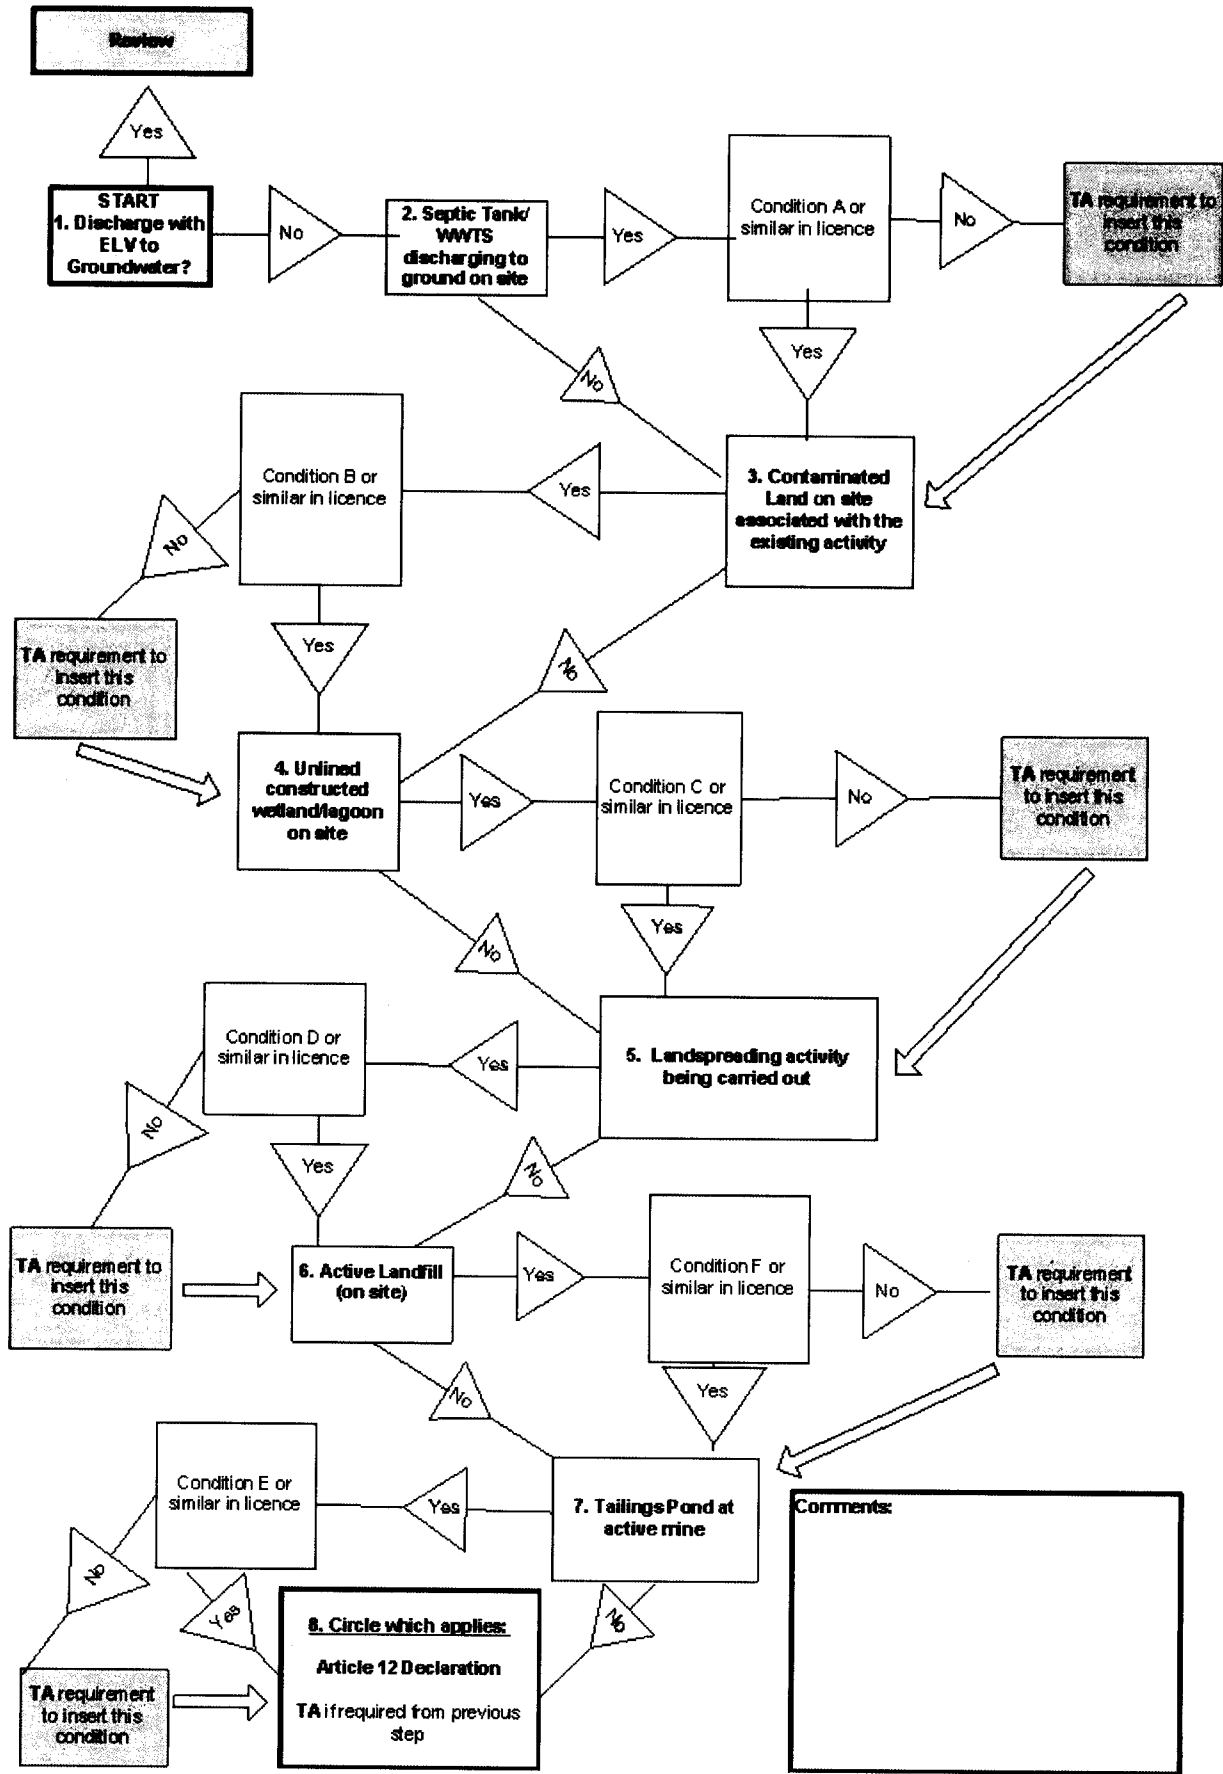 Review
Yes
START
1. Discharge with
ELV to
Groundwater?
No
2. Septic Tank/
WWTS
discharging to
ground on site
Yes
Condition A or
similar in licence
No
TA requirement to
insert this
condition
Yes
No
3. Contaminated
Land on site
associated with the
existing activity
Yes
Condition B or
similar in licence
No
TA requirement to
insert this
condition
Yes
No
4. Unlined
constructed
wetland/lagoon
on site
Yes
Condition C or
similar in licence
No
TA requirement
to insert this
condition
Yes
No
5. Landspreading activity
being carried out
Yes
Condition D or
similar in licence
No
TA requirement to
insert this
condition
Yes
No
6. Active Landfill
(on site)
Yes
Condition F or
similar in licence
No
TA requirement
to insert this
condition
Yes
No
7. Tailings Pond at
active mine
Yes
Condition E or
similar in licence
No
TA requirement
to insert this
condition
Yes
No
8. Circle which applies:
Article 12 Declaration
TA if required from previous
step
Comments: